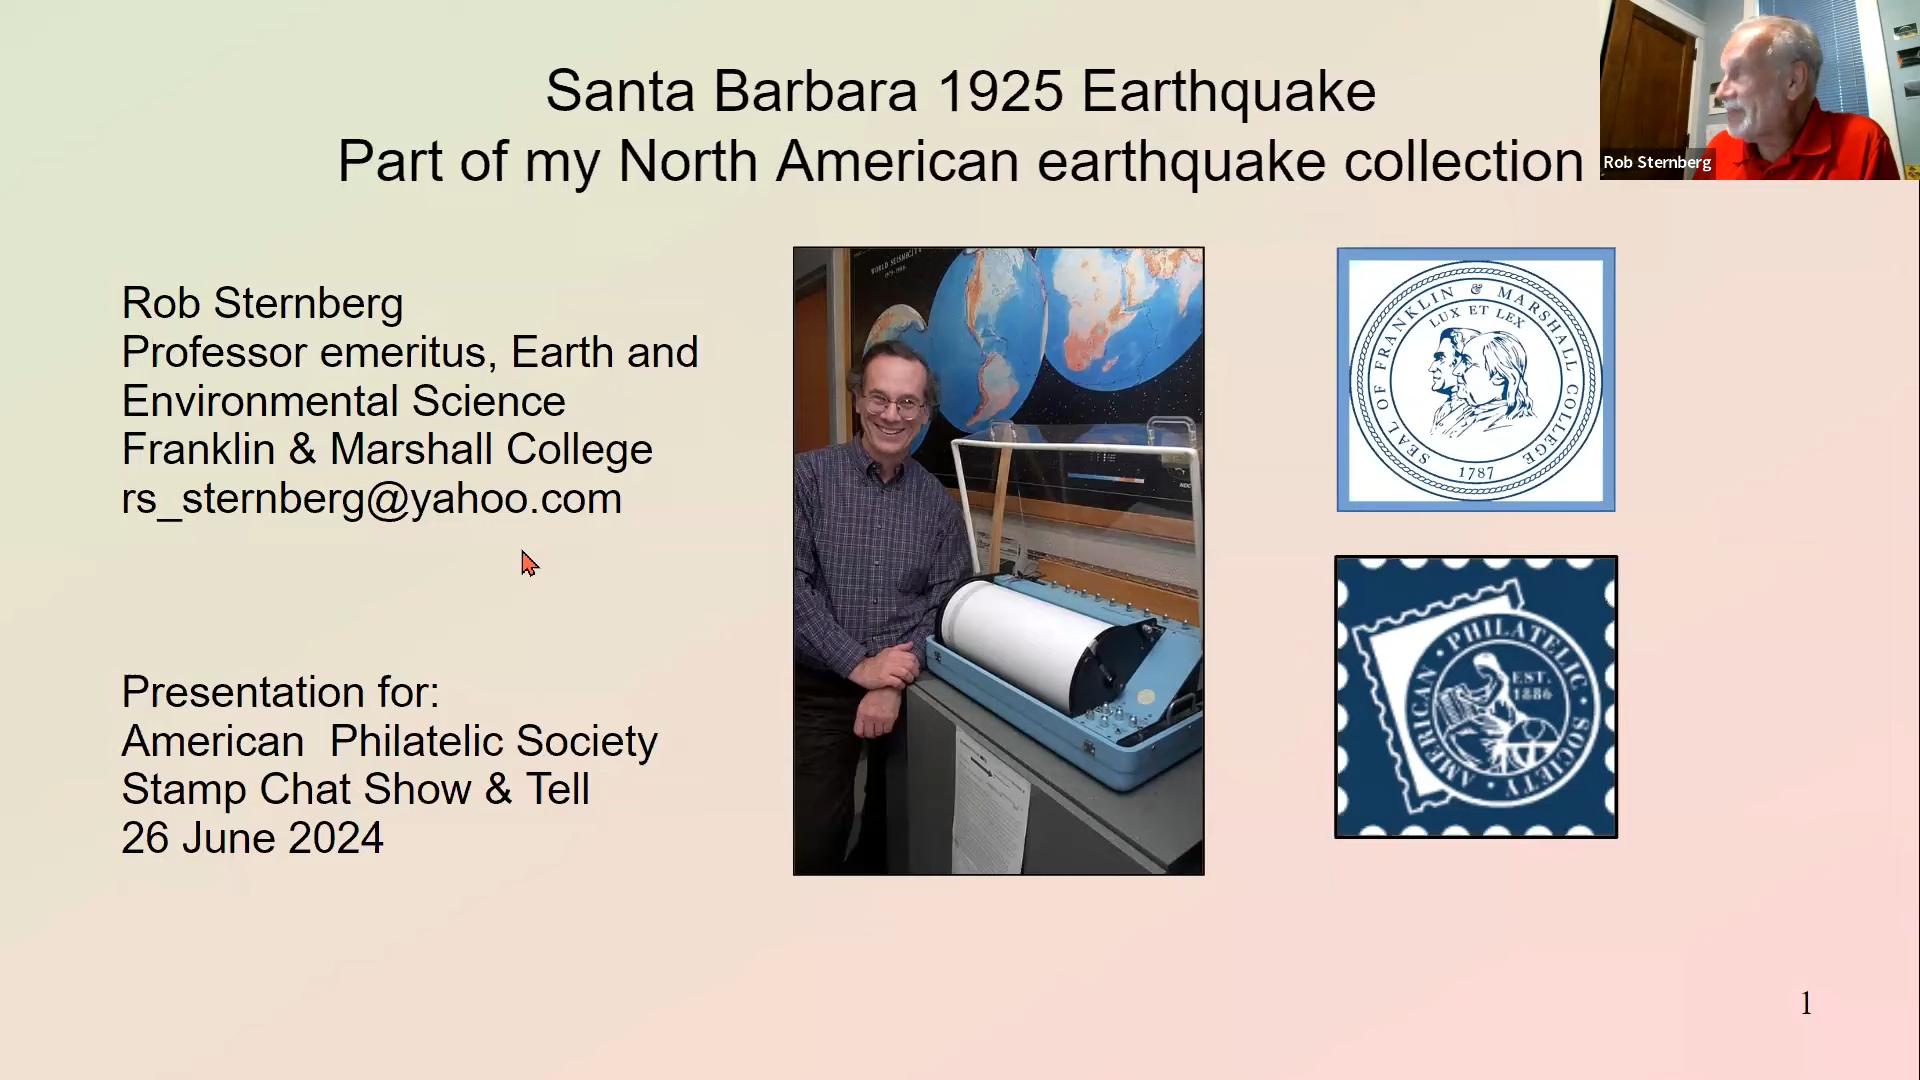 Santa Barbara 1925 Earthquake
Part of my North American earthquake collection
Rob Sternberg
Rob Sternberg
Professor emeritus, Earth and
Environmental Science
Franklin & Marshall College
rs_sternberg@yahoo.com
Presentation for:
American  Philatelic Society
Stamp Chat Show & Tell
26 June 2024
WORLD SEISMICITY
SEAL OF FRANKLIN & MARSHALL COLLEGE
LUX ET LEX
1787
AMERICAN · PHILATELIC · SOCIETY ·
EST.
1886
1